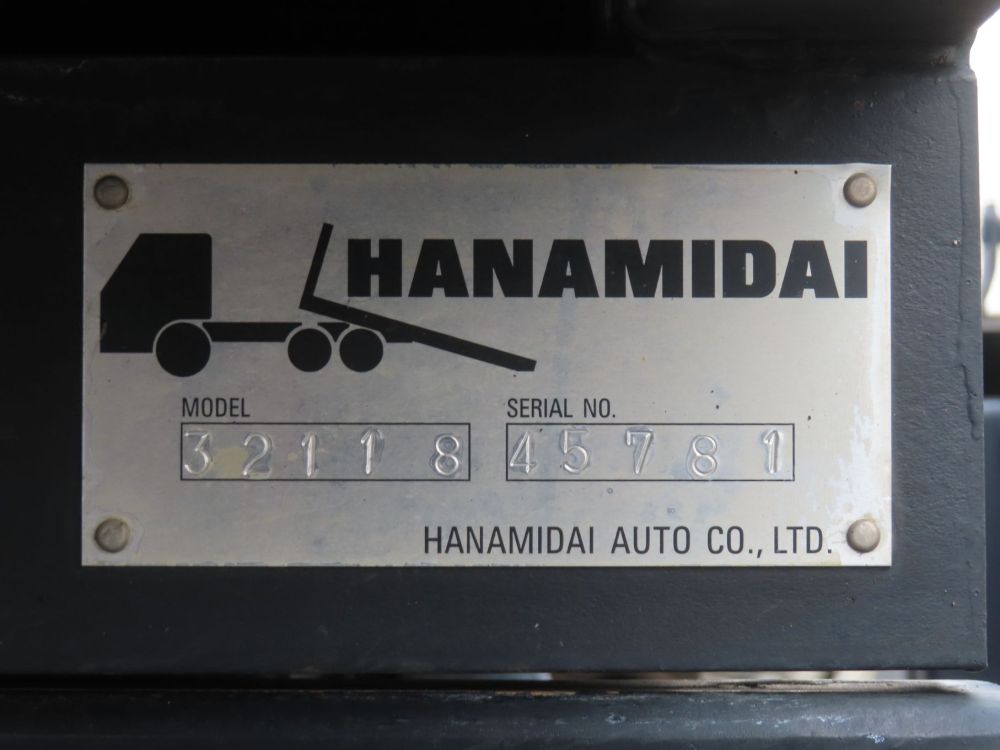 HANAMIDAI
MODEL SERIAL NO.
32118 45781
HANAMIDAI AUTO CO., LTD.